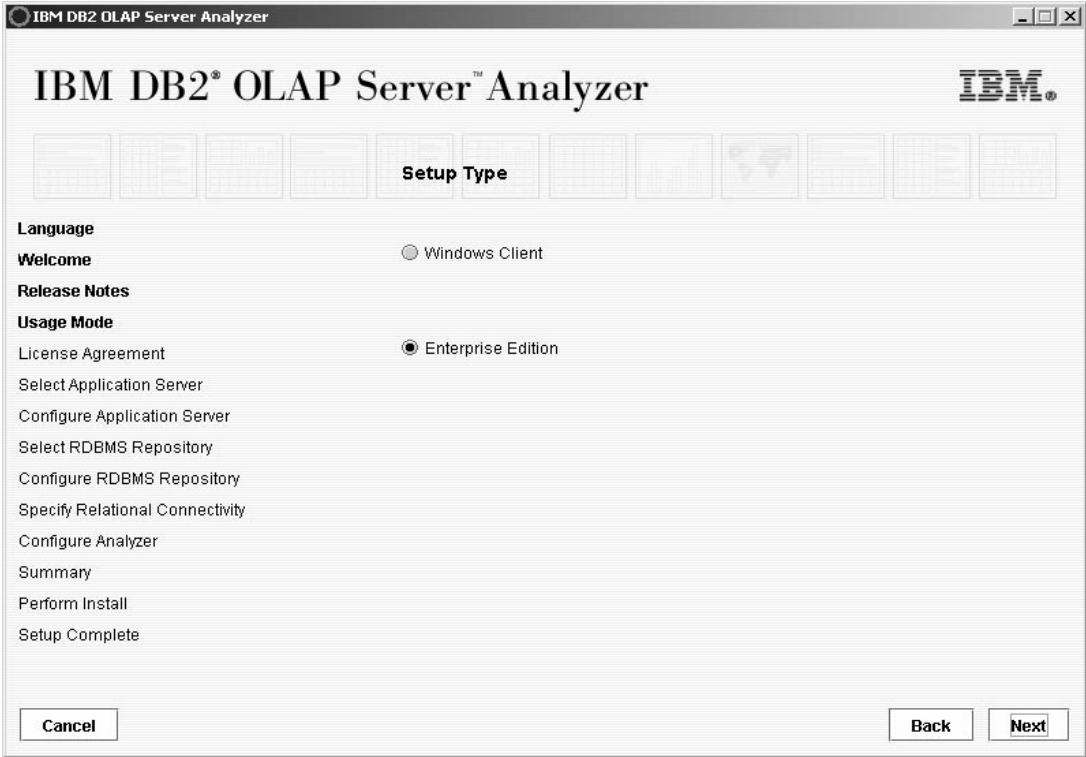 IBM DB2 OLAP Server Analyzer
IBM DB2® OLAP Server™ Analyzer
IBM®
Setup Type
Language
Welcome
Release Notes
Usage Mode
License Agreement
Select Application Server
Configure Application Server
Select RDBMS Repository
Configure RDBMS Repository
Specify Relational Connectivity
Configure Analyzer
Summary
Perform Install
Setup Complete
Windows Client
Enterprise Edition
Cancel
Back
Next